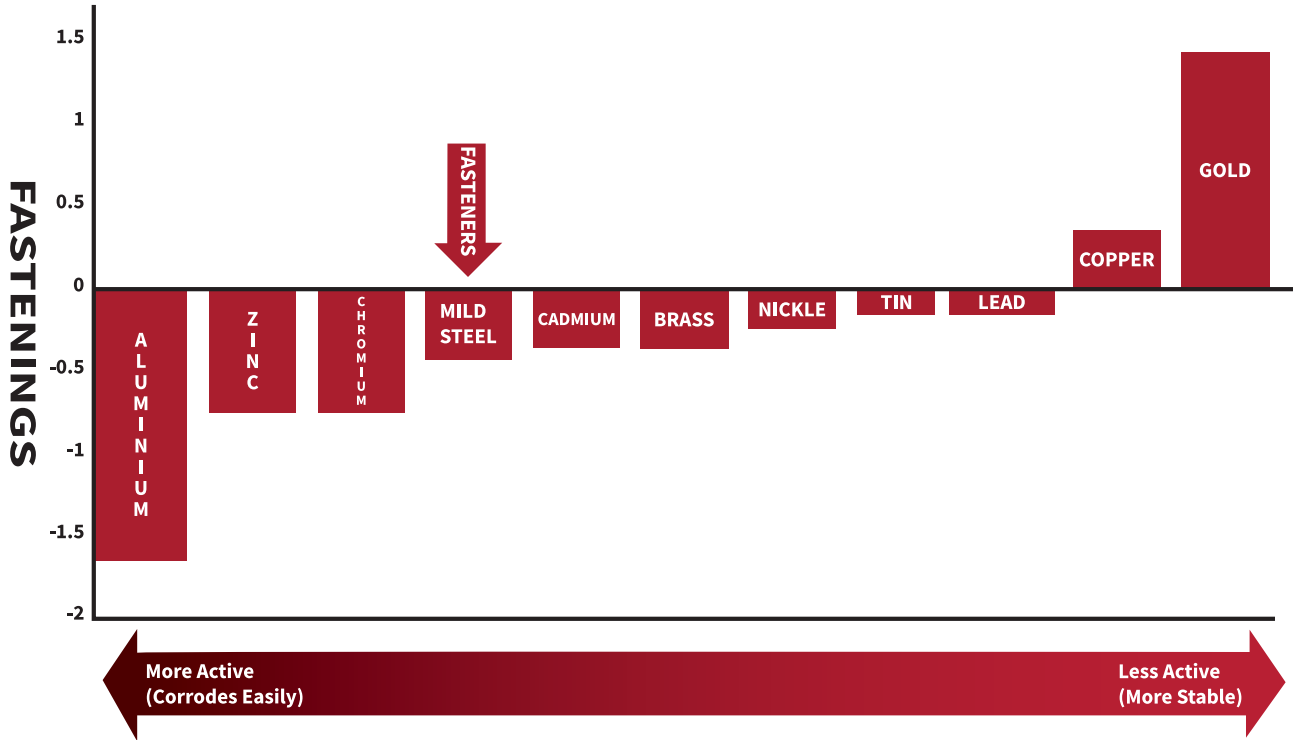 FASTENINGS
1.5
1
0.5
0
-0.5
-1
-1.5
-2
ALUMINIUM
ZINC
CHROMIUM
FASTENERS
MILD
STEEL
CADMIUM
BRASS
NICKLE
TIN
LEAD
COPPER
GOLD
More Active
(Corrodes Easily)
Less Active
(More Stable)